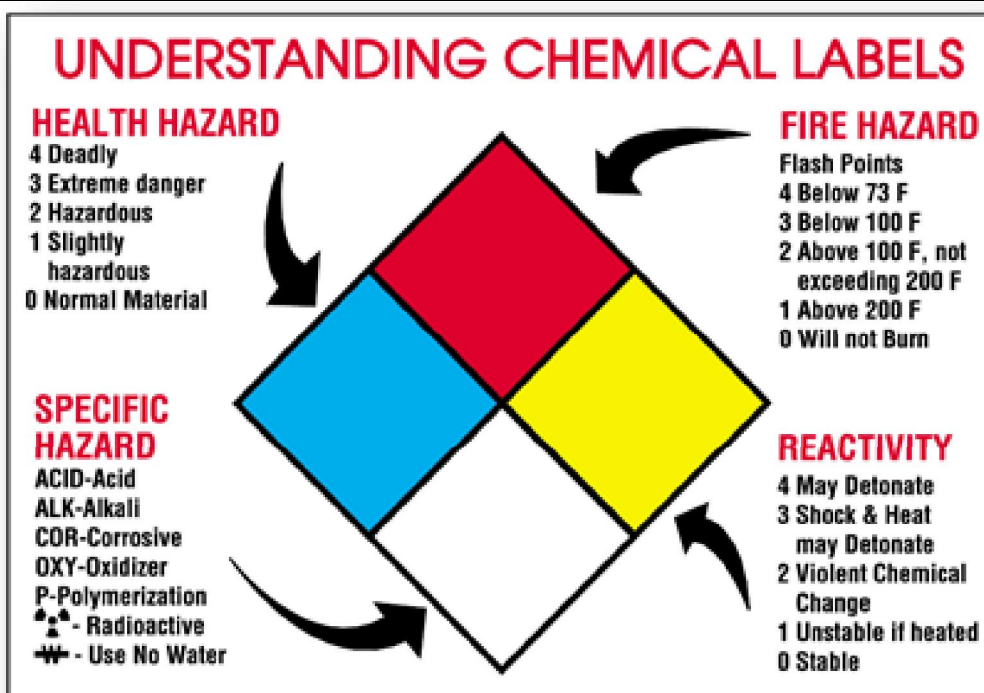 UNDERSTANDING CHEMICAL LABELS
HEALTH HAZARD
4 Deadly
3 Extreme danger
2 Hazardous
1 Slightly
hazardous
0 Normal Material
FIRE HAZARD
Flash Points
4 Below 73 F
3 Below 100 F
2 Above 100 F, not
exceeding 200 F
1 Above 200 F
0 Will not Burn
SPECIFIC
HAZARD
ACID-Acid
ALK-Alkali
COR-Corrosive
OXY-Oxidizer
P-Polymerization
- Radioactive
W - Use No Water
REACTIVITY
4 May Detonate
3 Shock & Heat
may Detonate
2 Violent Chemical
Change
1 Unstable if heated
0 Stable